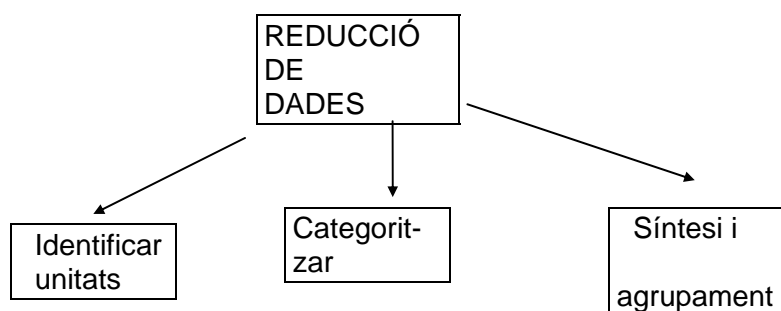 REDUCCIÓ
DE
DADES
Identificar
unitats
Categorit-
zar
Síntesi i
agrupament